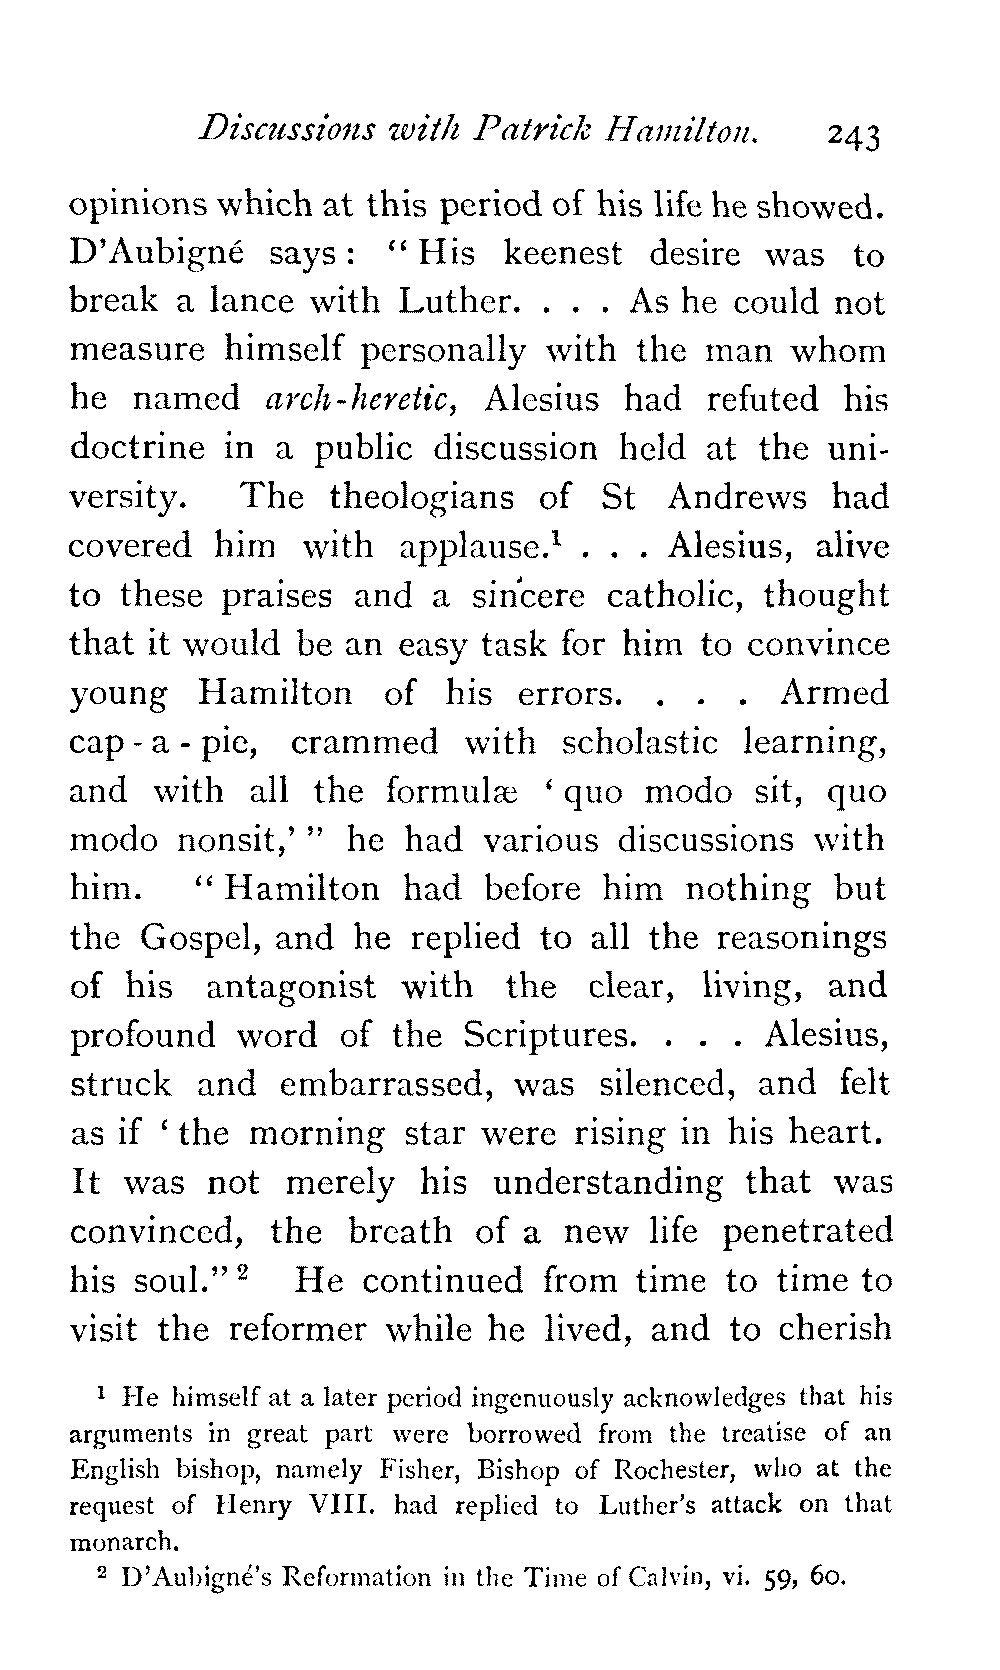 Discussions with Patrick Hamilton. 243
opinions which at this period of his life he showed.
D'Aubigné says : " His keenest desire was to
break a lance with Luther. . . . As he could not
measure himself personally with the man whom
he named arch-heretic, Alesius had refuted his
doctrine in a public discussion held at the uni-
versity. The theologians of St Andrews had
covered him with applause.¹ . . . Alesius, alive
to these praises and a sincere catholic, thought
that it would be an easy task for him to convince
young Hamilton of his errors. . . . Armed
cap - a - pie, crammed with scholastic learning,
and with all the formulæ ' quo modo sit, quo
modo nonsit,' " he had various discussions with
him. " Hamilton had before him nothing but
the Gospel, and he replied to all the reasonings
of his antagonist with the clear, living, and
profound word of the Scriptures. . . . Alesius,
struck and embarrassed, was silenced, and felt
as if ' the morning star were rising in his heart.
It was not merely his understanding that was
convinced, the breath of a new life penetrated
his soul." ² He continued from time to time to
visit the reformer while he lived, and to cherish
¹ He himself at a later period ingenuously acknowledges that his
arguments in great part were borrowed from the treatise of an
English bishop, namely Fisher, Bishop of Rochester, who at the
request of Henry VIII. had replied to Luther's attack on that
monarch.
² D'Aubigné's Reformation in the Time of Calvin, vi. 59, 60.